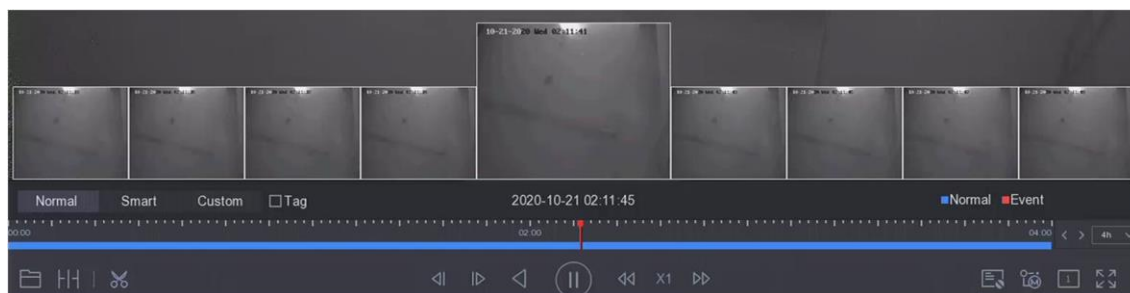 10-21-2020 Wed 02:11:41
Normal
Smart
Custom
Tag
2020-10-21 02:11:45
Normal
Event
00:00
02:00
04:00
4h
X1
1